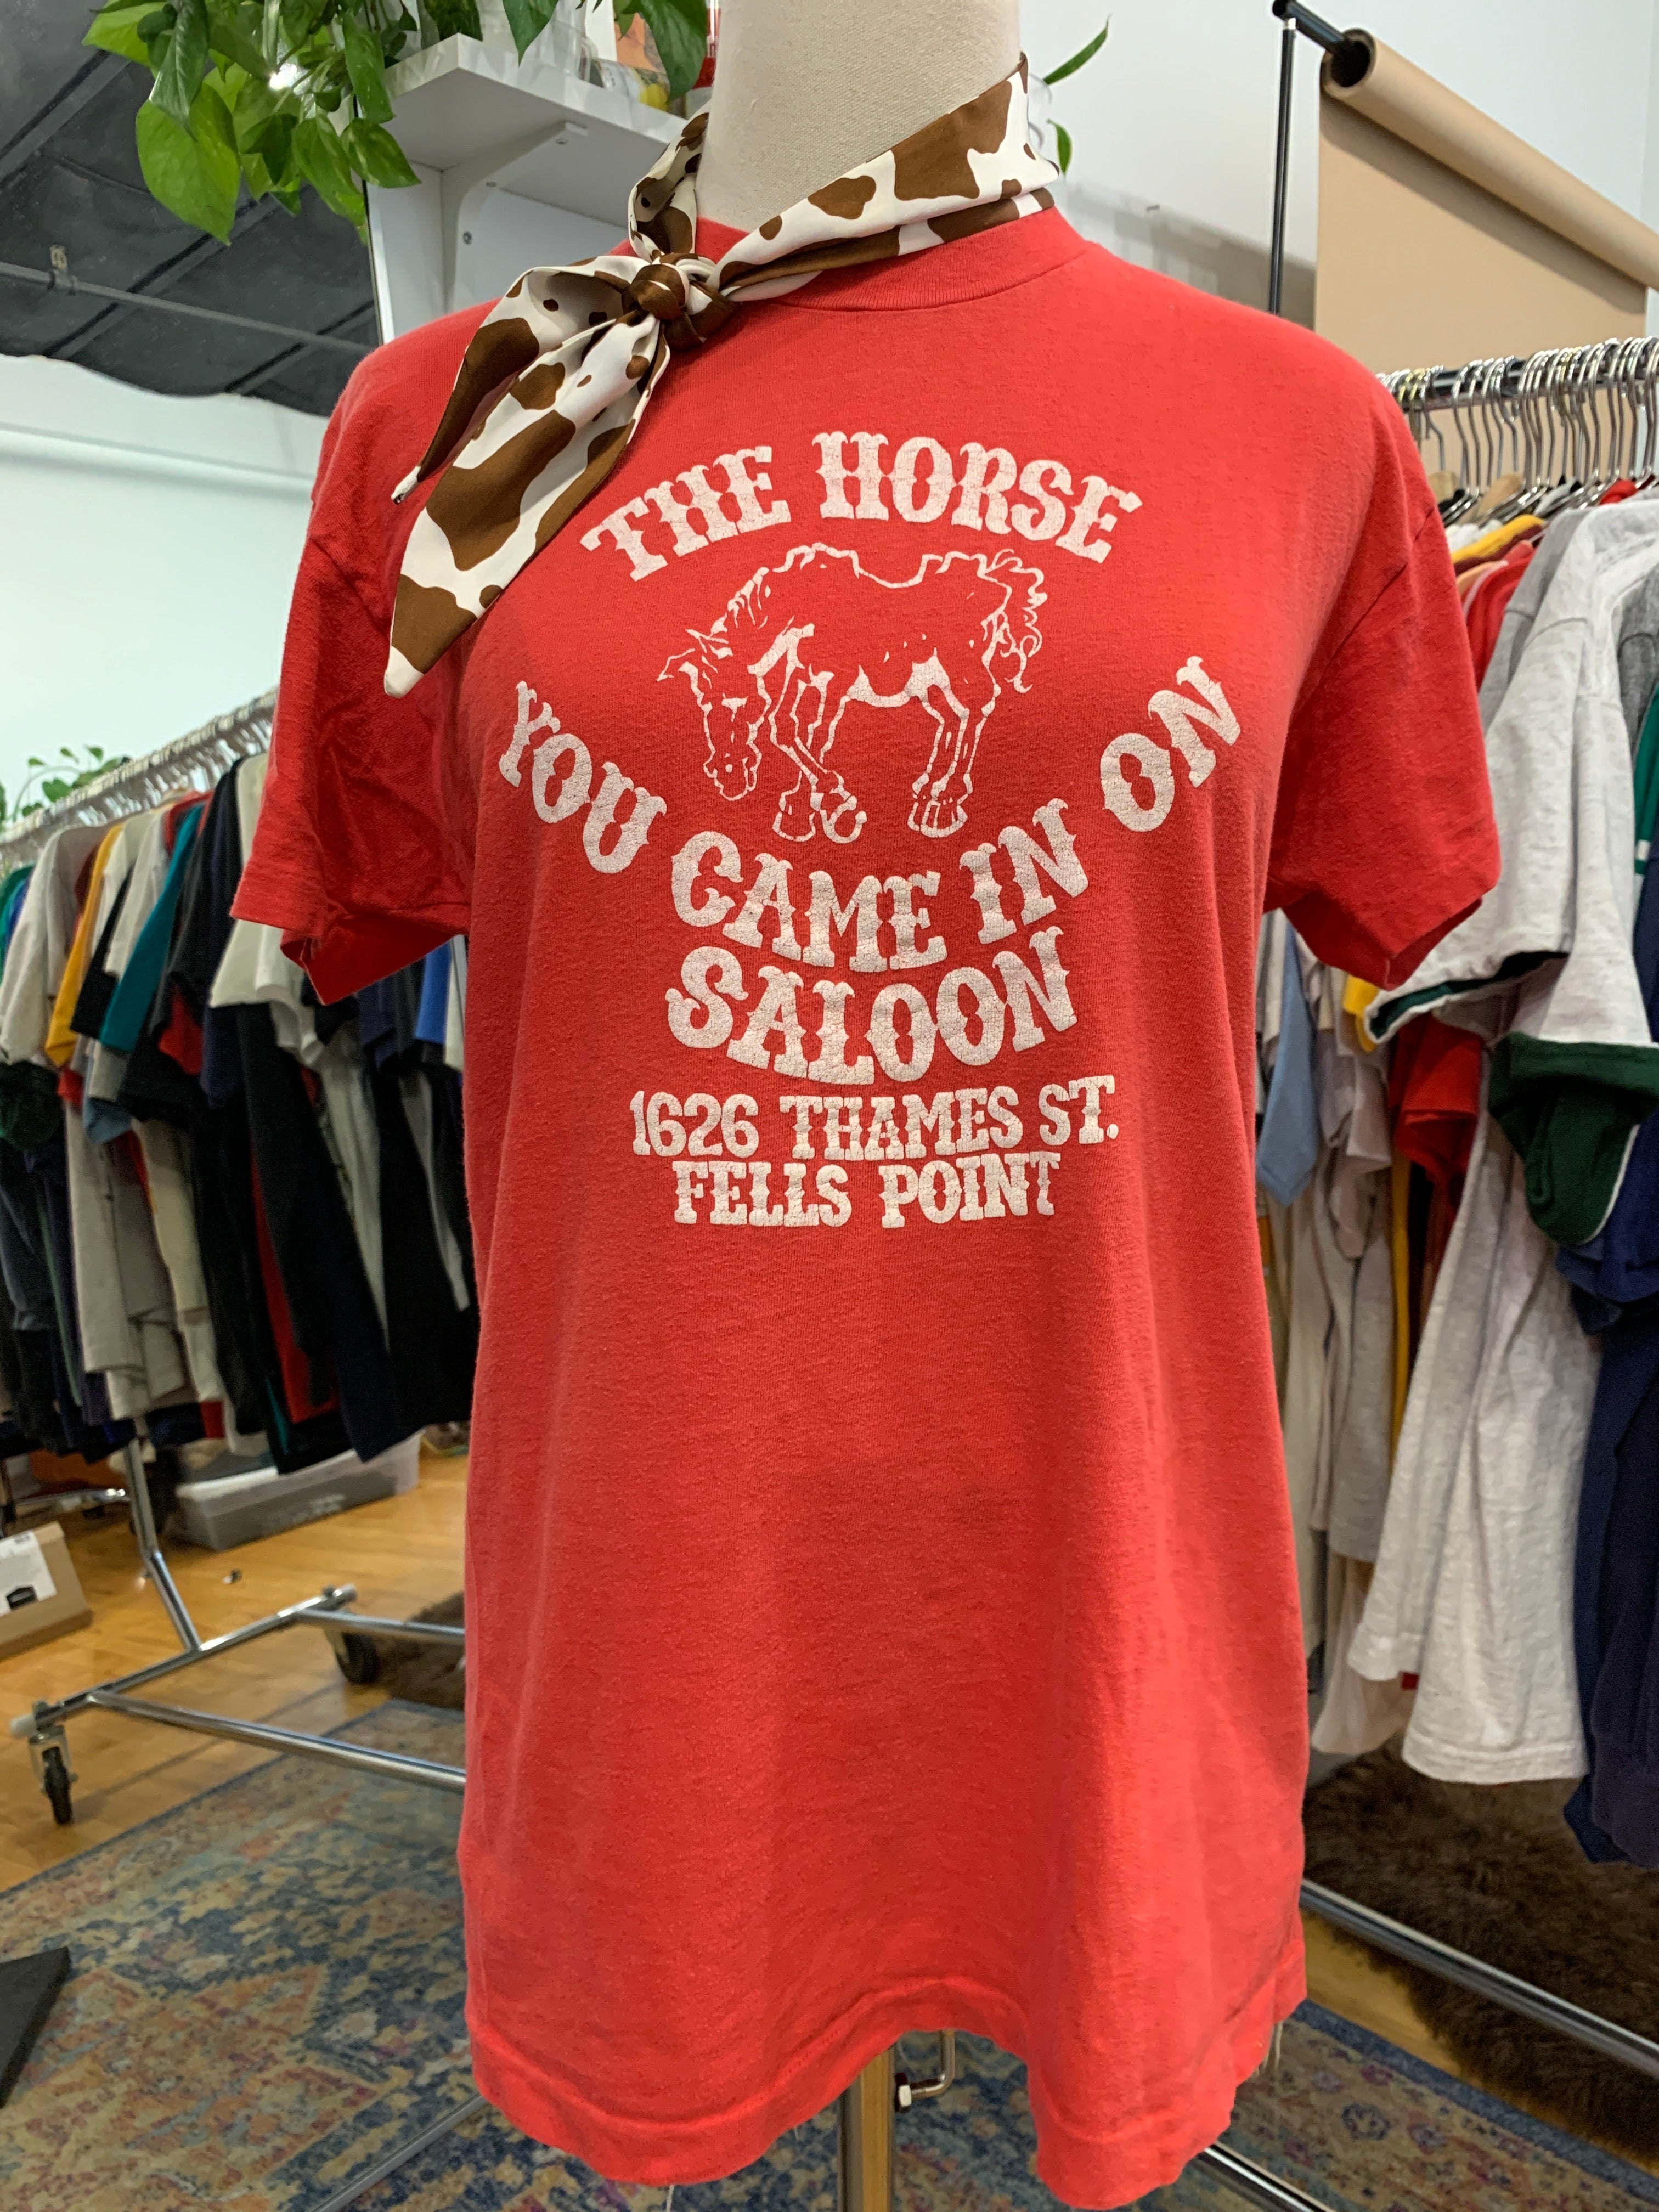 THE HORSE
YOU CAME IN ON
SALOON
1626 THAMES ST.
FELLS POINT